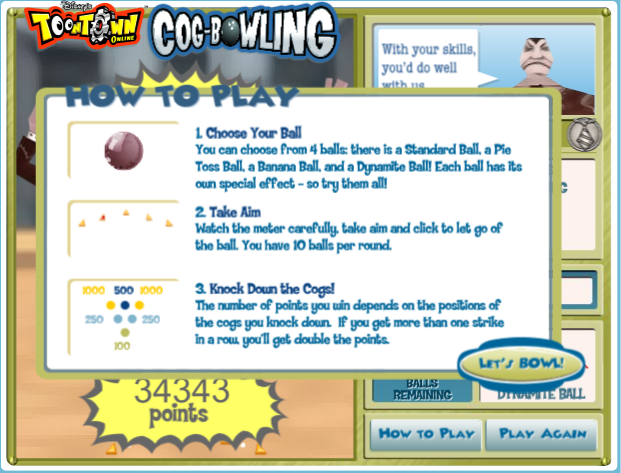 Disney's
TOONTOWN
ONLINE
COG-BOWLING
With your skills,
you'd do well
with us
HOW TO PLAY
1. Choose Your Ball
You can choose from 4 balls: there is a Standard Ball, a Pie
Toss Ball, a Banana Ball, and a Dynamite Ball! Each ball has its
own special effect - so try them all!
2. Take Aim
Watch the meter carefully, take aim and click to let go of
the ball. You have 10 balls per round.
1000 500 1000
250 250
100
3. Knock Down the Cogs!
The number of points you win depends on the positions of
the cogs you knock down. If you get more than one strike
in a row, you'll get double the points.
LET'S BOWL!
34343
points
BALLS
REMAINING
DYNAMITE BALL
HOW TO PLAY
PLAY AGAIN